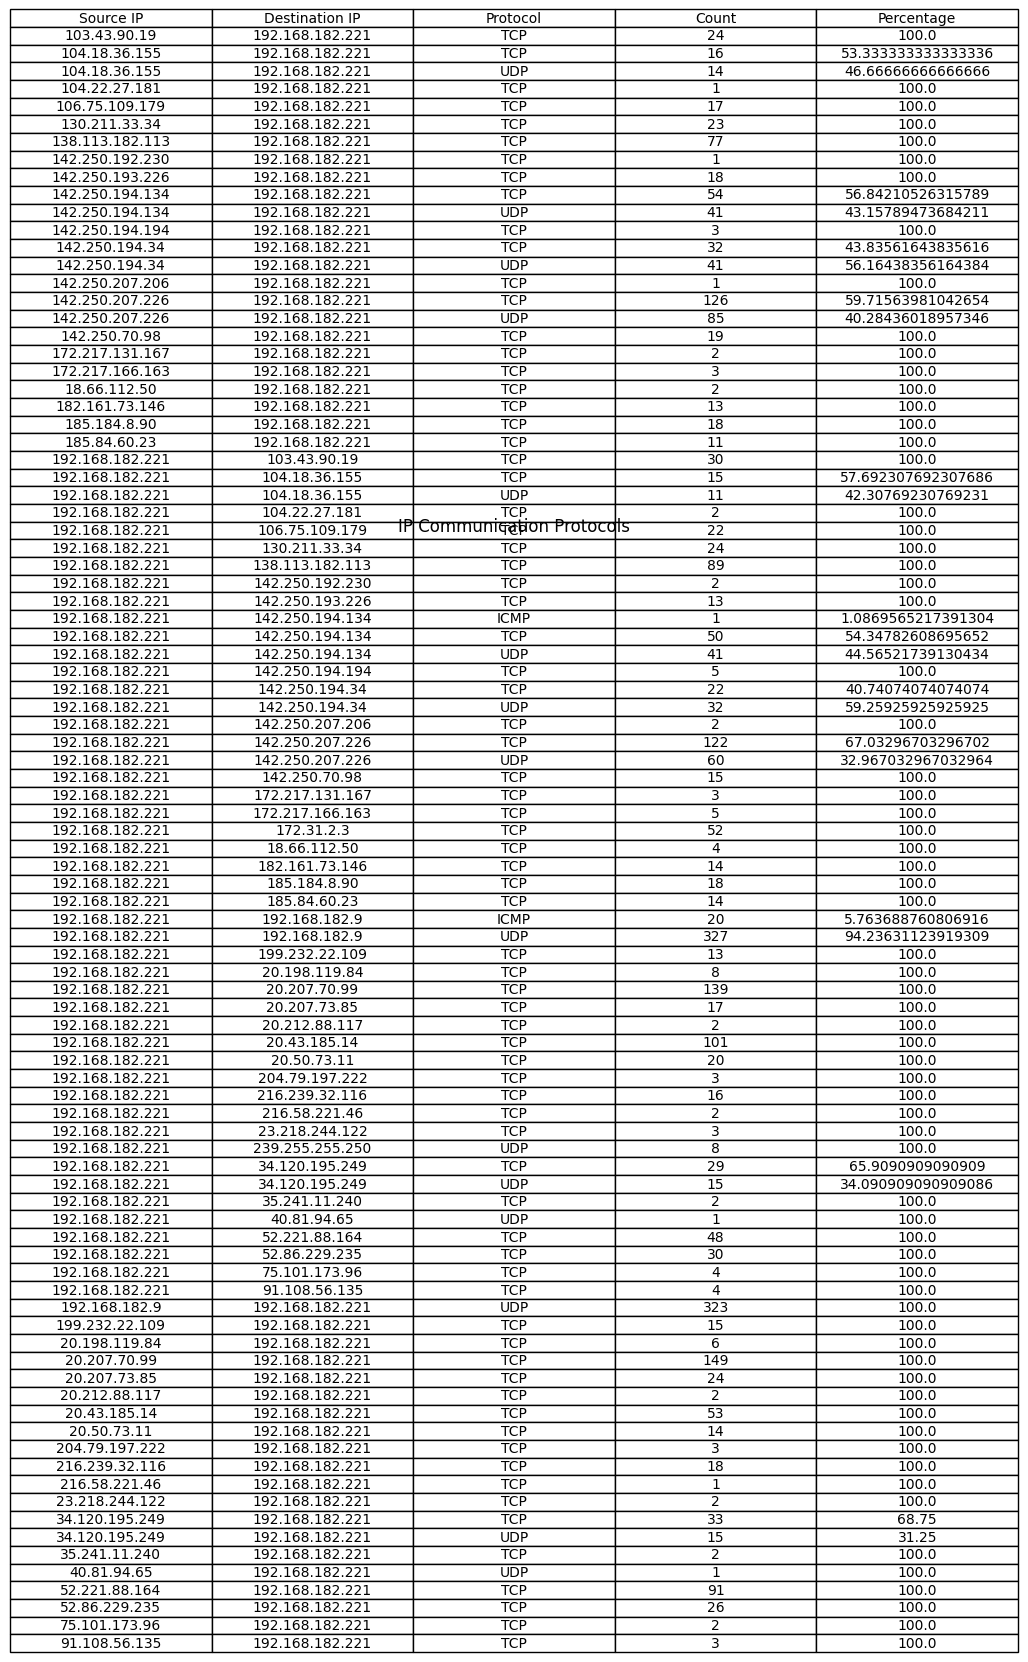 Source IP Destination IP Protocol Count Percentage
103.43.90.19 192.168.182.221 TCP 24 100.0
104.18.36.155 192.168.182.221 TCP 16 53.333333333333336
104.18.36.155 192.168.182.221 UDP 14 46.66666666666666
104.22.27.181 192.168.182.221 TCP 1 100.0
106.75.109.179 192.168.182.221 TCP 17 100.0
130.211.33.34 192.168.182.221 TCP 23 100.0
138.113.182.113 192.168.182.221 TCP 77 100.0
142.250.192.230 192.168.182.221 TCP 1 100.0
142.250.193.226 192.168.182.221 TCP 18 100.0
142.250.194.134 192.168.182.221 TCP 54 56.84210526315789
142.250.194.134 192.168.182.221 UDP 41 43.15789473684211
142.250.194.194 192.168.182.221 TCP 3 100.0
142.250.194.34 192.168.182.221 TCP 32 43.83561643835616
142.250.194.34 192.168.182.221 UDP 41 56.16438356164384
142.250.207.206 192.168.182.221 TCP 1 100.0
142.250.207.226 192.168.182.221 TCP 126 59.71563981042654
142.250.207.226 192.168.182.221 UDP 85 40.28436018957346
142.250.70.98 192.168.182.221 TCP 19 100.0
172.217.131.167 192.168.182.221 TCP 2 100.0
172.217.166.163 192.168.182.221 TCP 3 100.0
18.66.112.50 192.168.182.221 TCP 2 100.0
182.161.73.146 192.168.182.221 TCP 13 100.0
185.184.8.90 192.168.182.221 TCP 18 100.0
185.84.60.23 192.168.182.221 TCP 11 100.0
192.168.182.221 103.43.90.19 TCP 30 100.0
192.168.182.221 104.18.36.155 TCP 15 57.692307692307686
192.168.182.221 104.18.36.155 UDP 11 42.30769230769231
192.168.182.221 104.22.27.181 TCP 2 100.0
IP Communication Protocols
192.168.182.221 106.75.109.179 TCP 22 100.0
192.168.182.221 130.211.33.34 TCP 24 100.0
192.168.182.221 138.113.182.113 TCP 89 100.0
192.168.182.221 142.250.192.230 TCP 2 100.0
192.168.182.221 142.250.193.226 TCP 13 100.0
192.168.182.221 142.250.194.134 ICMP 1 1.0869565217391304
192.168.182.221 142.250.194.134 TCP 50 54.34782608695652
192.168.182.221 142.250.194.134 UDP 41 44.56521739130434
192.168.182.221 142.250.194.194 TCP 5 100.0
192.168.182.221 142.250.194.34 TCP 22 40.74074074074074
192.168.182.221 142.250.194.34 UDP 32 59.25925925925925
192.168.182.221 142.250.207.206 TCP 2 100.0
192.168.182.221 142.250.207.226 TCP 122 67.03296703296702
192.168.182.221 142.250.207.226 UDP 60 32.967032967032964
192.168.182.221 142.250.70.98 TCP 15 100.0
192.168.182.221 172.217.131.167 TCP 3 100.0
192.168.182.221 172.217.166.163 TCP 5 100.0
192.168.182.221 172.31.2.3 TCP 52 100.0
192.168.182.221 18.66.112.50 TCP 4 100.0
192.168.182.221 182.161.73.146 TCP 14 100.0
192.168.182.221 185.184.8.90 TCP 18 100.0
192.168.182.221 185.84.60.23 TCP 14 100.0
192.168.182.221 192.168.182.9 ICMP 20 5.763688760806916
192.168.182.221 192.168.182.9 UDP 327 94.23631123919309
192.168.182.221 199.232.22.109 TCP 13 100.0
192.168.182.221 20.198.119.84 TCP 8 100.0
192.168.182.221 20.207.70.99 TCP 139 100.0
192.168.182.221 20.207.73.85 TCP 17 100.0
192.168.182.221 20.212.88.117 TCP 2 100.0
192.168.182.221 20.43.185.14 TCP 101 100.0
192.168.182.221 20.50.73.11 TCP 20 100.0
192.168.182.221 204.79.197.222 TCP 3 100.0
192.168.182.221 216.239.32.116 TCP 16 100.0
192.168.182.221 216.58.221.46 TCP 2 100.0
192.168.182.221 23.218.244.122 TCP 3 100.0
192.168.182.221 239.255.255.250 UDP 8 100.0
192.168.182.221 34.120.195.249 TCP 29 65.9090909090909
192.168.182.221 34.120.195.249 UDP 15 34.090909090909086
192.168.182.221 35.241.11.240 TCP 2 100.0
192.168.182.221 40.81.94.65 UDP 1 100.0
192.168.182.221 52.221.88.164 TCP 48 100.0
192.168.182.221 52.86.229.235 TCP 30 100.0
192.168.182.221 75.101.173.96 TCP 4 100.0
192.168.182.221 91.108.56.135 TCP 4 100.0
192.168.182.9 192.168.182.221 UDP 323 100.0
199.232.22.109 192.168.182.221 TCP 15 100.0
20.198.119.84 192.168.182.221 TCP 6 100.0
20.207.70.99 192.168.182.221 TCP 149 100.0
20.207.73.85 192.168.182.221 TCP 24 100.0
20.212.88.117 192.168.182.221 TCP 2 100.0
20.43.185.14 192.168.182.221 TCP 53 100.0
20.50.73.11 192.168.182.221 TCP 14 100.0
204.79.197.222 192.168.182.221 TCP 3 100.0
216.239.32.116 192.168.182.221 TCP 18 100.0
216.58.221.46 192.168.182.221 TCP 1 100.0
23.218.244.122 192.168.182.221 TCP 2 100.0
34.120.195.249 192.168.182.221 TCP 33 68.75
34.120.195.249 192.168.182.221 UDP 15 31.25
35.241.11.240 192.168.182.221 TCP 2 100.0
40.81.94.65 192.168.182.221 UDP 1 100.0
52.221.88.164 192.168.182.221 TCP 91 100.0
52.86.229.235 192.168.182.221 TCP 26 100.0
75.101.173.96 192.168.182.221 TCP 2 100.0
91.108.56.135 192.168.182.221 TCP 3 100.0